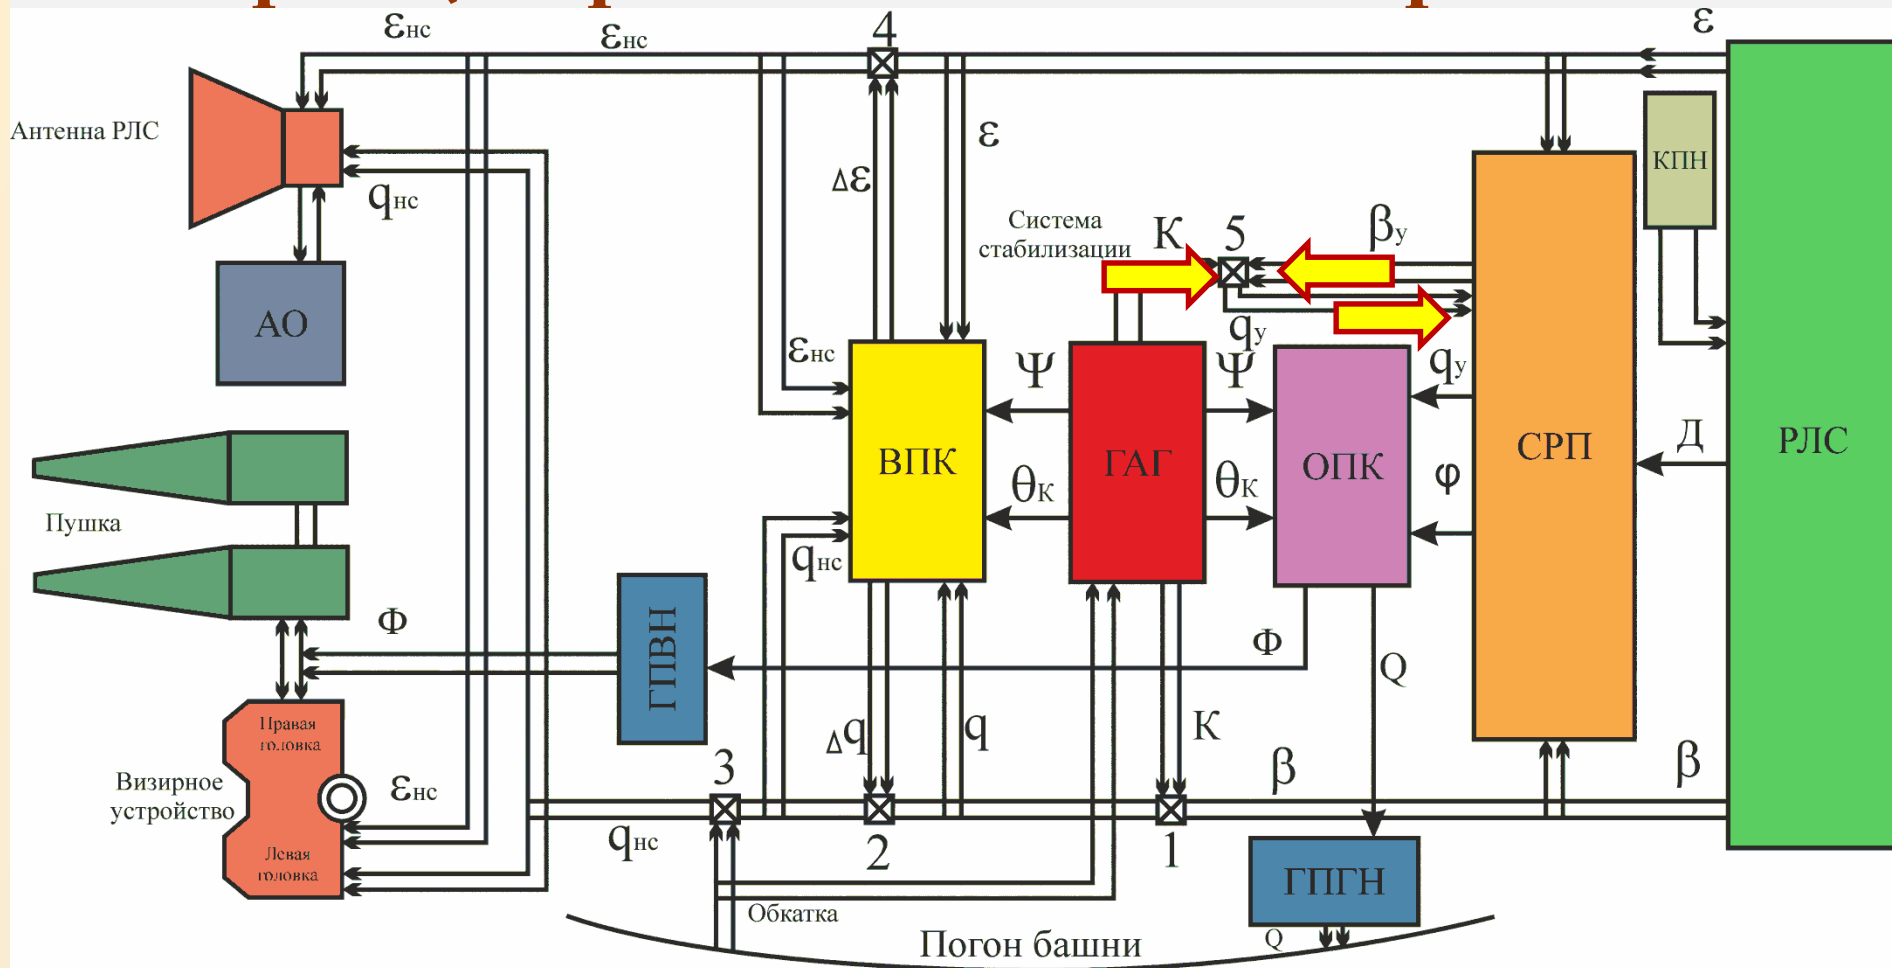 εнс
εнс
4
ε
Антенна РЛС
КПН
ε
Δε
qнс
Система
стабилизации
К
5
βу
АО
εнс
Ψ
Ψ
qу
qу
ВПК
ГАГ
ОПК
СРП
Д
РЛС
θК
θК
φ
Пушка
qнс
Ф
ГПВН
Ф
Q
Правая
головка
Δq
q
К
β
β
Визирное
устройство
εнс
3
qнс
2
1
Левая
головка
ГПГН
Обкатка
Погон башни
Q